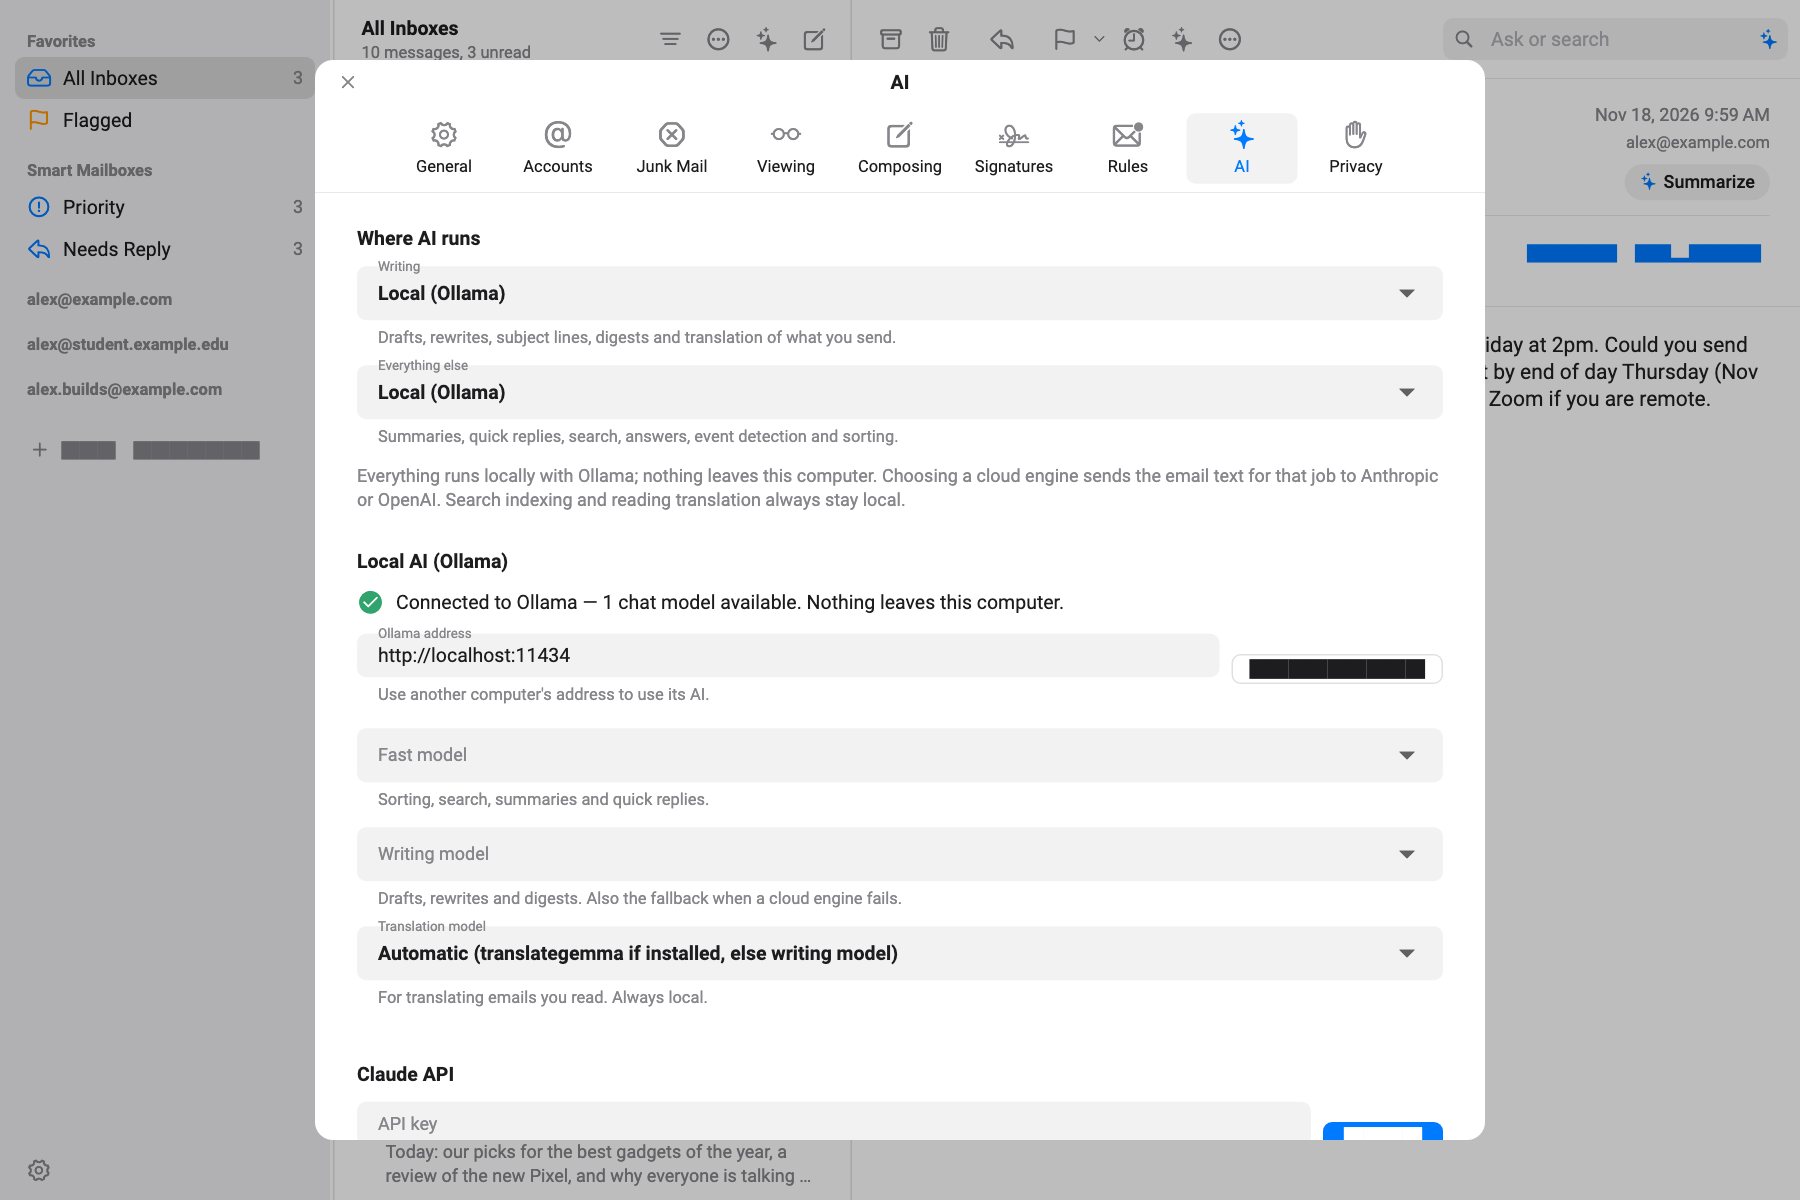 Favorites
All Inboxes 3
Flagged
Smart Mailboxes
Priority 3
Needs Reply 3
alex@example.com
alex@student.example.edu
alex.builds@example.com
All Inboxes
10 messages, 3 unread
Ask or search
Nov 18, 2026 9:59 AM
alex@example.com
Summarize
iday at 2pm. Could you send
t by end of day Thursday (Nov
Zoom if you are remote.
AI
General
Accounts
Junk Mail
Viewing
Composing
Signatures
Rules
AI
Privacy
Where AI runs
Writing
Local (Ollama)
Drafts, rewrites, subject lines, digests and translation of what you send.
Everything else
Local (Ollama)
Summaries, quick replies, search, answers, event detection and sorting.
Everything runs locally with Ollama; nothing leaves this computer. Choosing a cloud engine sends the email text for that job to Anthropic
or OpenAI. Search indexing and reading translation always stay local.
Local AI (Ollama)
Connected to Ollama — 1 chat model available. Nothing leaves this computer.
Ollama address
http://localhost:11434
Use another computer's address to use its AI.
Fast model
Sorting, search, summaries and quick replies.
Writing model
Drafts, rewrites and digests. Also the fallback when a cloud engine fails.
Translation model
Automatic (translategemma if installed, else writing model)
For translating emails you read. Always local.
Claude API
API key
Today: our picks for the best gadgets of the year, a
review of the new Pixel, and why everyone is talking ...